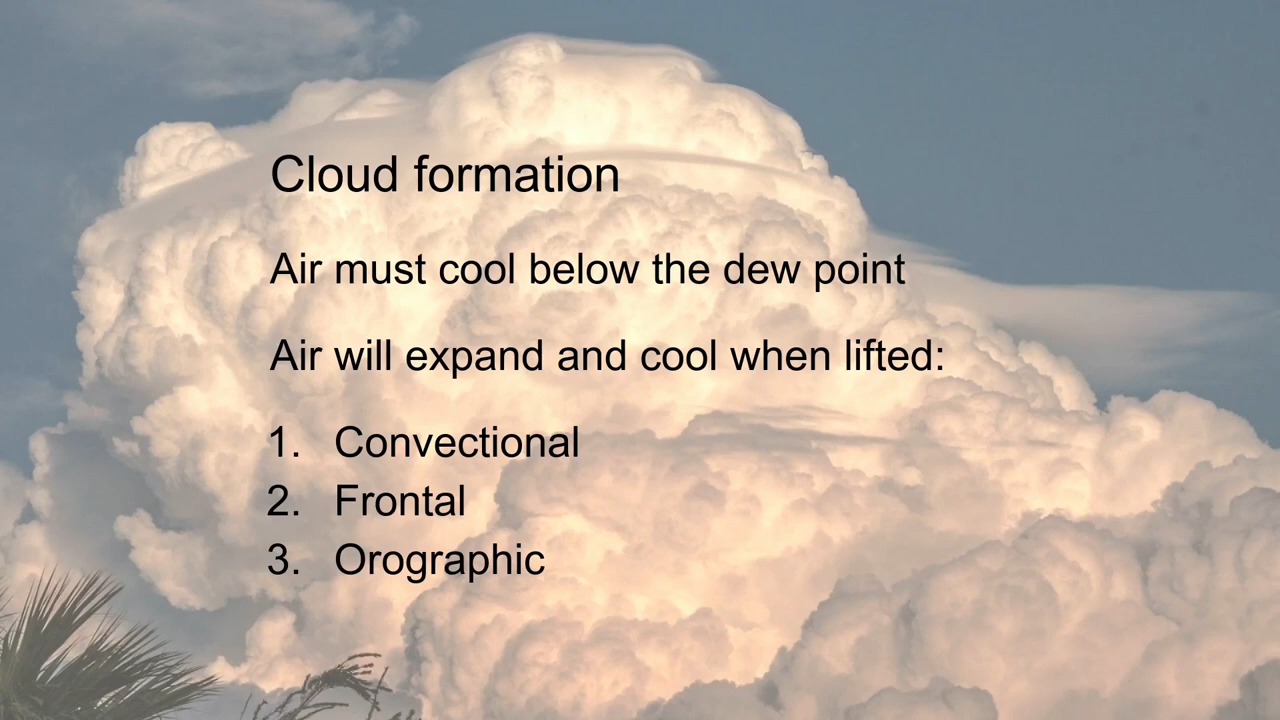 Cloud formation
Air must cool below the dew point
Air will expand and cool when lifted:
1. Convectional
2. Frontal
3. Orographic